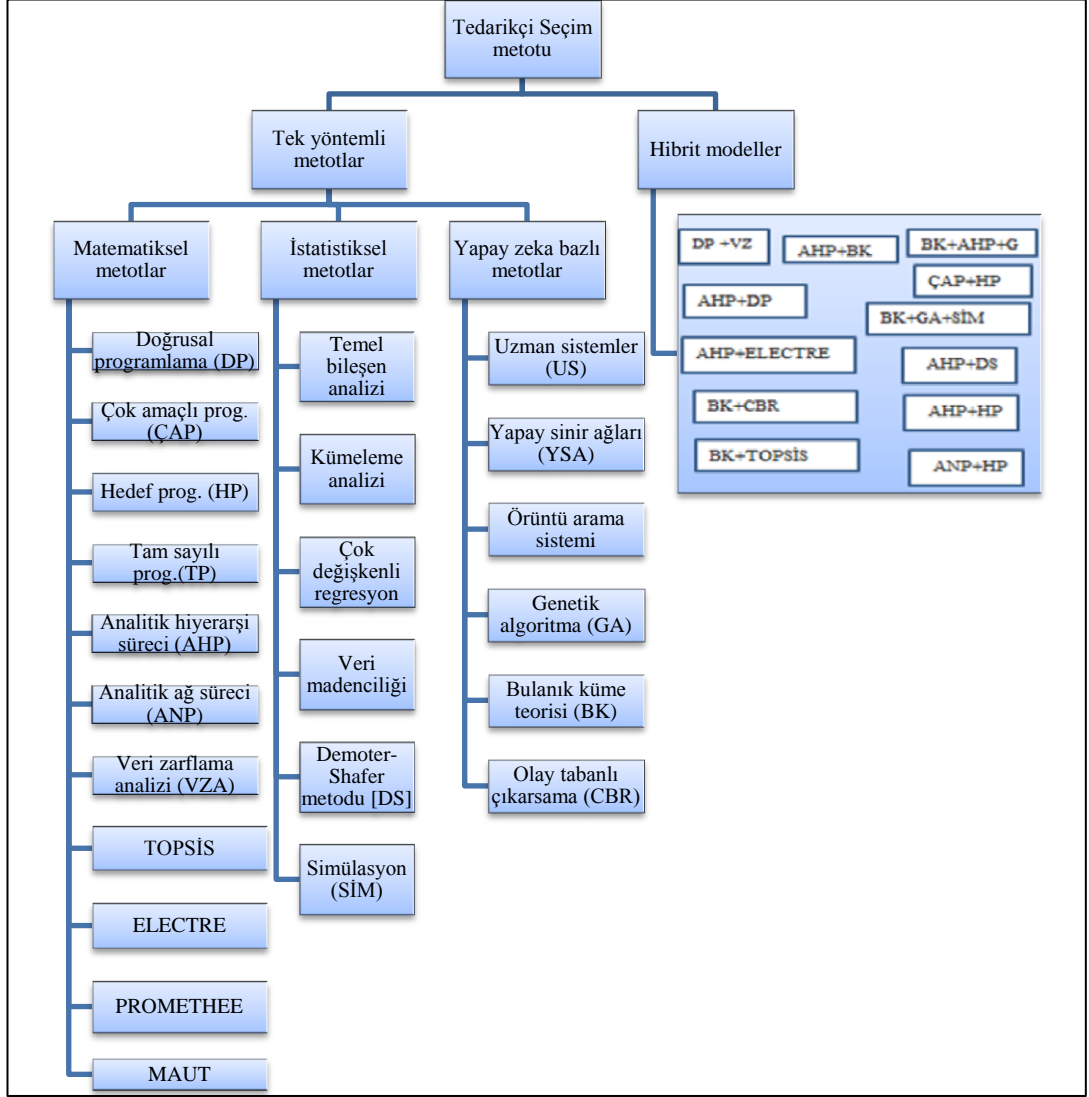 Tedarikçi Seçim
metotu
Tek yöntemli
metotlar
Hibrit modeller
Matematiksel
metotlar
İstatistiksel
metotlar
Yapay zeka bazlı
metotlar
Doğrusal
programlama (DP)
Çok amaçlı prog.
(ÇAP)
Hedef prog. (HP)
Tam sayılı
prog.(TP)
Analitik hiyerarşi
süreci (AHP)
Analitik ağ süreci
(ANP)
Veri zarflama
analizi (VZA)
TOPSİS
ELECTRE
PROMETHEE
MAUT
Temel
bileşen
analizi
Kümeleme
analizi
Çok
değişkenli
regresyon
Veri
madenciliği
Demoter-
Shafer
metodu [DS]
Simülasyon
(SİM)
Uzman sistemler
(US)
Yapay sinir ağları
(YSA)
Örüntü arama
sistemi
Genetik
algoritma (GA)
Bulanık küme
teorisi (BK)
Olay tabanlı
çıkarsama (CBR)
DP +VZ
AHP+BK
BK+AHP+G
ÇAP+HP
AHP+DP
BK+GA+SİM
AHP+ELECTRE
AHP+DS
BK+CBR
AHP+HP
BK+TOPSİS
ANP+HP